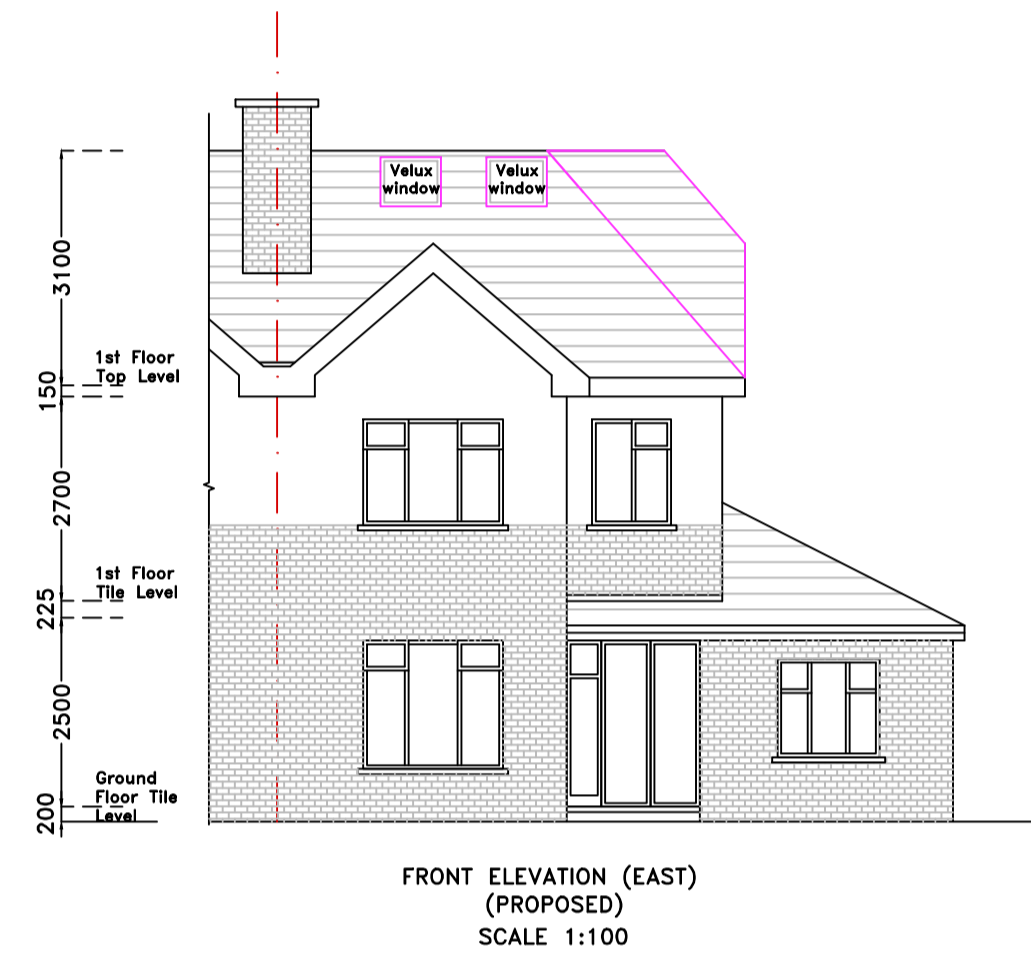 Velux
window
Velux
window
3100
1st Floor
Top Level
150
2700
1st Floor
Tile Level
225
2500
Ground
Floor Tile
Level
200
FRONT ELEVATION (EAST)
(PROPOSED)
SCALE 1:100